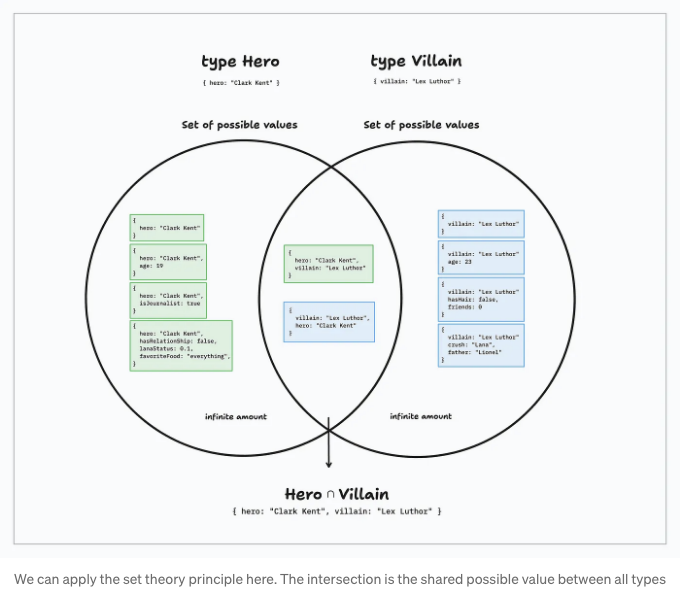 type Hero
{ hero: "Clark Kent" }
type Villain
{ villain: "Lex Luthor" }
Set of possible values
Set of possible values
{
hero: "Clark Kent"
}
{
hero: "Clark Kent",
age: 19
}
{
hero: "Clark Kent",
isJournalist: true
}
{
hero: "Clark Kent",
hasRelationShip: false,
lanaStatus: 0.1,
favoriteFood: "everything",
}
{
hero: "Clark Kent",
villain: "Lex Luthor"
}
{
villain: "Lex Luthor",
hero: "Clark Kent"
}
{
villain: "Lex Luthor"
}
{
villain: "Lex Luthor"
age: 23
}
{
villain: "Lex Luthor"
hasHair: false,
friends: 0
}
{
villain: "Lex Luthor"
crush: "Lana",
father: "Lionel"
}
infinite amount
infinite amount
Hero ∩ Villain
{ hero: "Clark Kent", villain: "Lex Luthor" }
We can apply the set theory principle here. The intersection is the shared possible value between all types